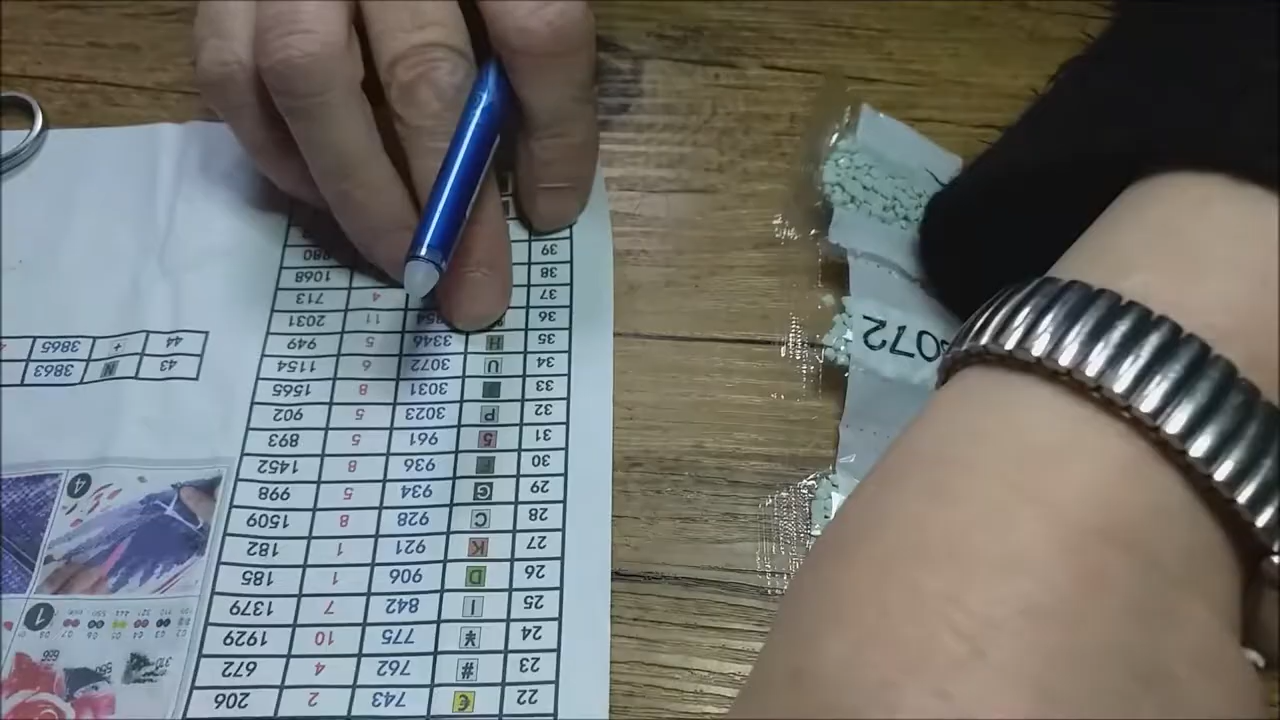 22 € 743 2 206
23 # 762 4 672
24 * 775 10 1929
25 I 842 7 1379
26 D 906 1 185
27 K 921 1 182
28 C 928 8 1509
29 G 934 5 998
30 936 8 1452
31 5 961 5 893
32 P 3023 5 902
33 3031 8 1565
34 U 3072 6 1154
35 H 3346 5 949
36 11 2031
37 4 713
38 1068
39
43 N 3863
44 + 3865
1
4
072